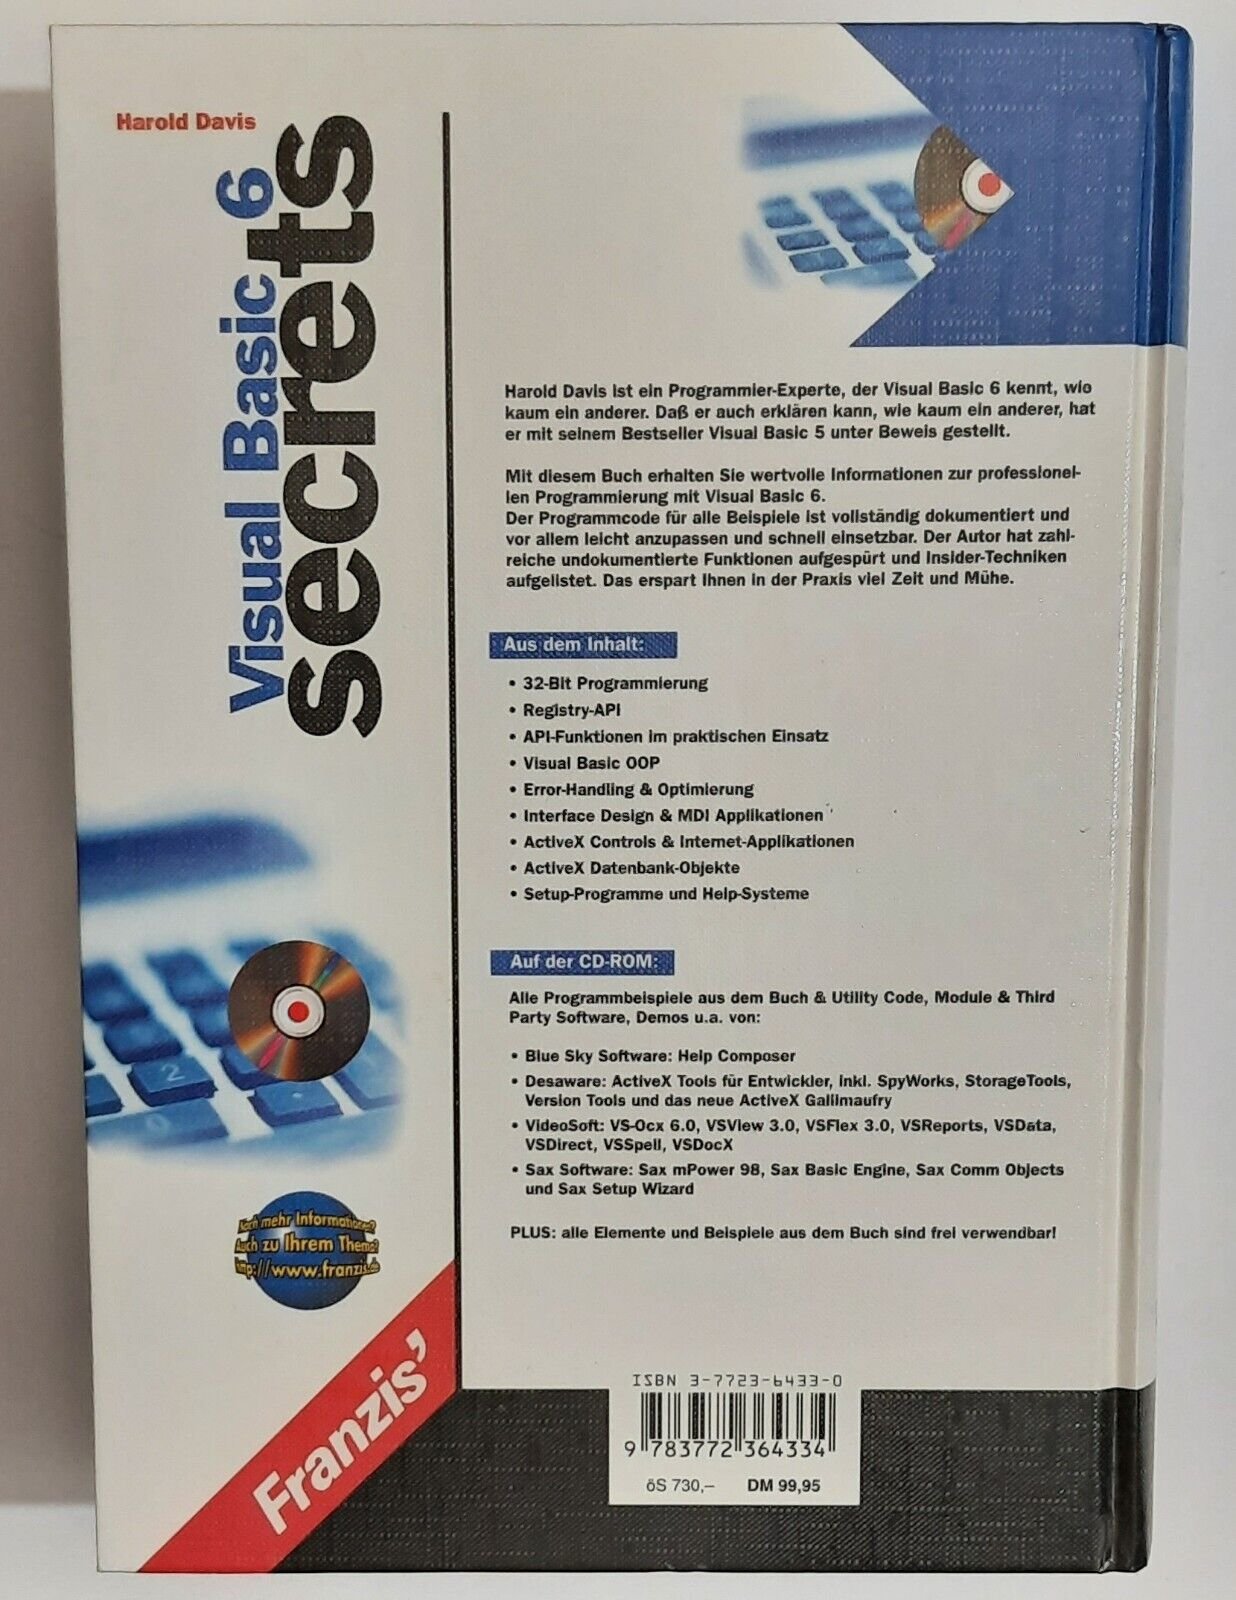 Harold Davis
Visual Basic 6
secrets
Harold Davis ist ein Programmier-Experte, der Visual Basic 6 kennt, wie
kaum ein anderer. Daß er auch erklären kann, wie kaum ein anderer, hat
er mit seinem Bestseller Visual Basic 5 unter Beweis gestellt.
Mit diesem Buch erhalten Sie wertvolle Informationen zur professionel-
len Programmierung mit Visual Basic 6.
Der Programmcode für alle Beispiele ist vollständig dokumentiert und
vor allem leicht anzupassen und schnell einsetzbar. Der Autor hat zahl-
reiche undokumentierte Funktionen aufgespürt und Insider-Techniken
aufgelistet. Das erspart Ihnen in der Praxis viel Zeit und Mühe.
Aus dem Inhalt:
• 32-Bit Programmierung
• Registry-API
• API-Funktionen im praktischen Einsatz
• Visual Basic OOP
• Error-Handling & Optimierung
• Interface Design & MDI Applikationen
• ActiveX Controls & Internet-Applikationen
• ActiveX Datenbank-Objekte
• Setup-Programme und Help-Systeme
Auf der CD-ROM:
Alle Programmbeispiele aus dem Buch & Utility Code, Module & Third
Party Software, Demos u.a. von:
• Blue Sky Software: Help Composer
• Desaware: ActiveX Tools für Entwickler, inkl. SpyWorks, StorageTools,
Version Tools und das neue ActiveX Gallimaufry
• VideoSoft: VS-Ocx 6.0, VSView 3.0, VSFlex 3.0, VSReports, VSData,
VSDirect, VSSpell, VSDocX
• Sax Software: Sax mPower 98, Sax Basic Engine, Sax Comm Objects
und Sax Setup Wizard
PLUS: alle Elemente und Beispiele aus dem Buch sind frei verwendbar!
2
0
Noch mehr Informationen?
Auch zu Ihrem Thema?
http://www.franzis.de
Franzis'
ISBN 3-7723-6433-0
9 783772 364334
öS 730,– DM 99,95